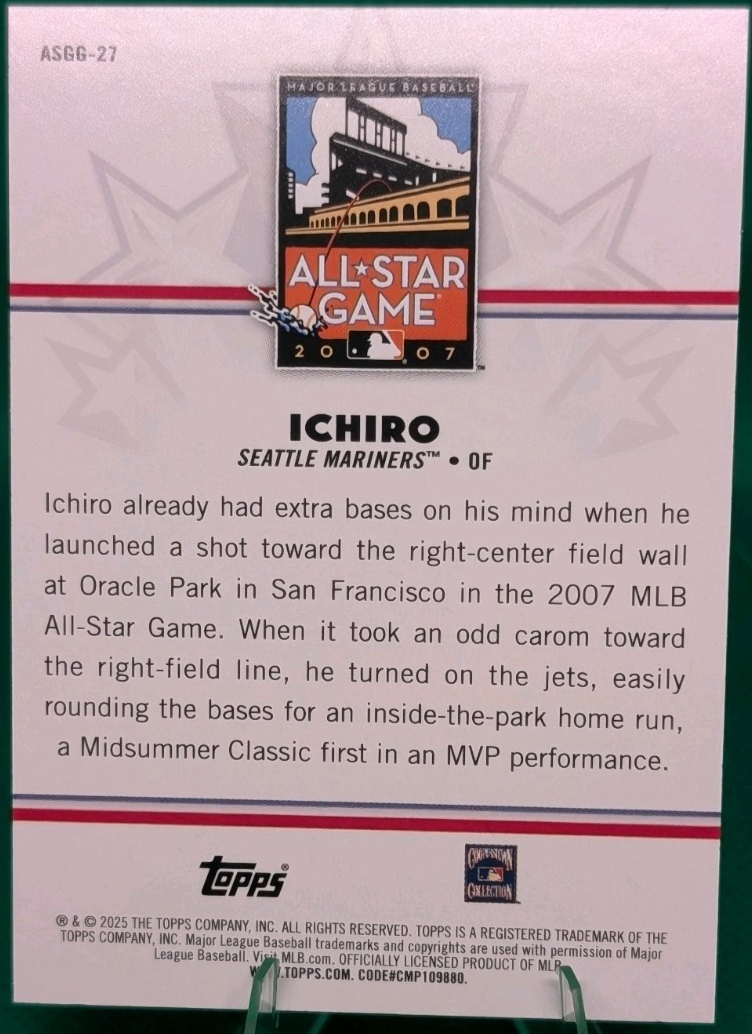 ASGG-27
MAJOR LEAGUE BASEBALL
ALL★STAR
GAME
2007
™
ICHIRO
SEATTLE MARINERS™ • OF
Ichiro already had extra bases on his mind when he
launched a shot toward the right-center field wall
at Oracle Park in San Francisco in the 2007 MLB
All-Star Game. When it took an odd carom toward
the right-field line, he turned on the jets, easily
rounding the bases for an inside-the-park home run,
a Midsummer Classic first in an MVP performance.
topps®
COOPERSTOWN
COLLECTION
® & © 2025 THE TOPPS COMPANY, INC. ALL RIGHTS RESERVED. TOPPS IS A REGISTERED TRADEMARK OF THE
TOPPS COMPANY, INC. Major League Baseball trademarks and copyrights are used with permission of Major
League Baseball. Visit MLB.com. OFFICIALLY LICENSED PRODUCT OF MLB
.TOPPS.COM. CODE#CMP109880.